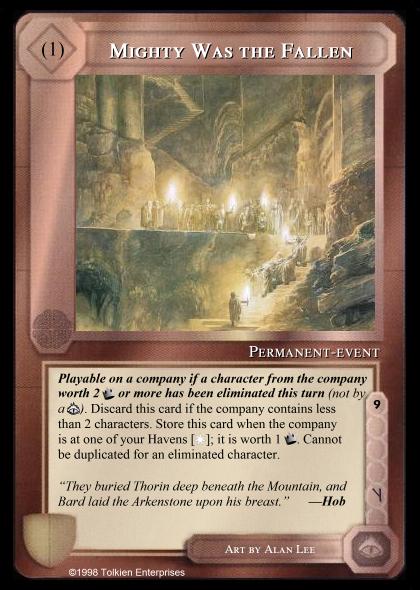 (1)
MIGHTY WAS THE FALLEN
PERMANENT-EVENT
Playable on a company if a character from the company
worth 2 or more has been eliminated this turn (not by
a ). Discard this card if the company contains less
than 2 characters. Store this card when the company
is at one of your Havens [ ]; it is worth 1 . Cannot
be duplicated for an eliminated character.
9
“They buried Thorin deep beneath the Mountain, and
Bard laid the Arkenstone upon his breast.” —Hob
ART BY ALAN LEE
©1998 Tolkien Enterprises